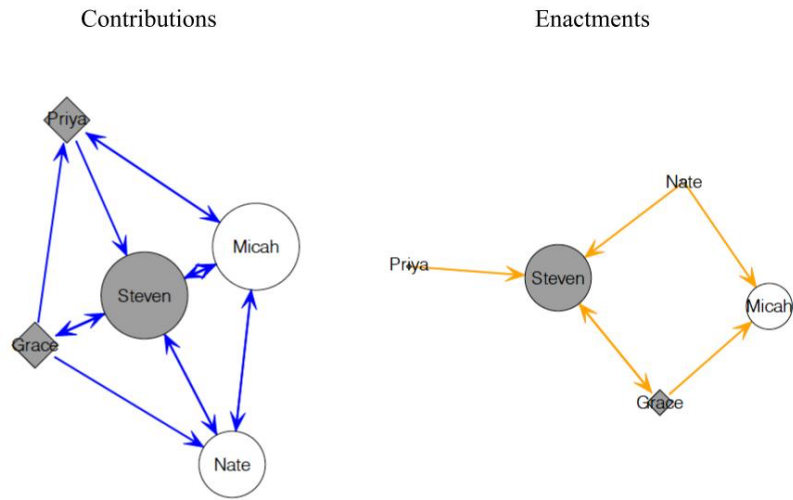 Contributions
Enactments
Priya
Micah
Steven
Grace
Nate
Nate
Priya
Steven
Micah
Grace